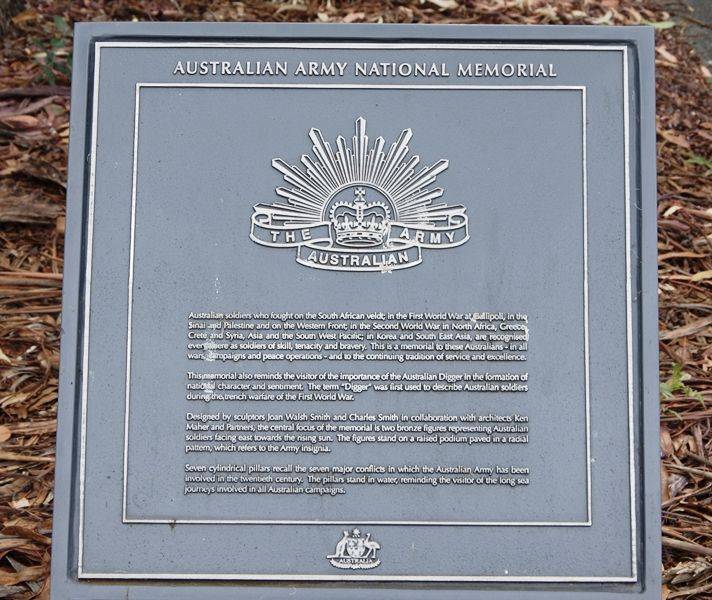 AUSTRALIAN ARMY NATIONAL MEMORIAL
THE ARMY
AUSTRALIAN
Australian soldiers who fought on the South African veldt; in the First World War at Gallipoli, in the
Sinai and Palestine and on the Western Front; in the Second World War in North Africa, Greece,
Crete and Syria, Asia and the South West Pacific; in Korea and South East Asia, are recognised
everywhere as soldiers of skill, tenacity and bravery. This is a memorial to these Australians - in all
wars, campaigns and peace operations - and to the continuing tradition of service and excellence.
This memorial also reminds the visitor of the importance of the Australian Digger in the formation of
national character and sentiment. The term "Digger" was first used to describe Australian soldiers
during the trench warfare of the First World War.
Designed by sculptors Joan Walsh Smith and Charles Smith in collaboration with architects Ken
Maher and Partners, the central focus of the memorial is two bronze figures representing Australian
soldiers facing east towards the rising sun. The figures stand on a raised podium paved in a radial
pattern, which refers to the Army insignia.
Seven cylindrical pillars recall the seven major conflicts in which the Australian Army has been
involved in the twentieth century. The pillars stand in water, reminding the visitor of the long sea
journeys involved in all Australian campaigns.
AUSTRALIA